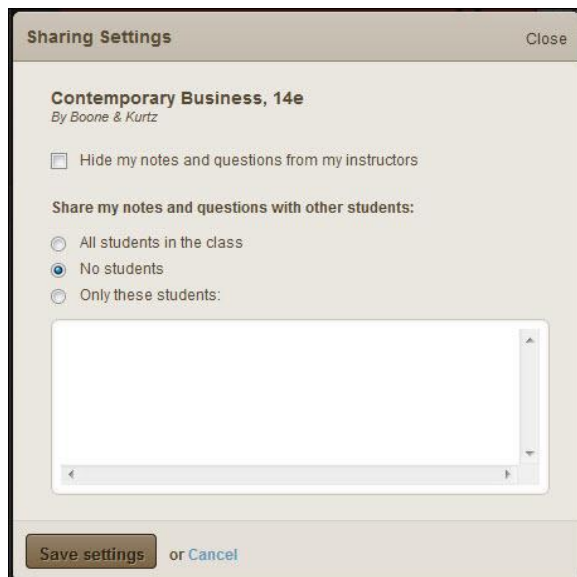 Sharing Settings
Close
Contemporary Business, 14e
By Boone & Kurtz
Hide my notes and questions from my instructors
Share my notes and questions with other students:
All students in the class
No students
Only these students:
Save settings or Cancel